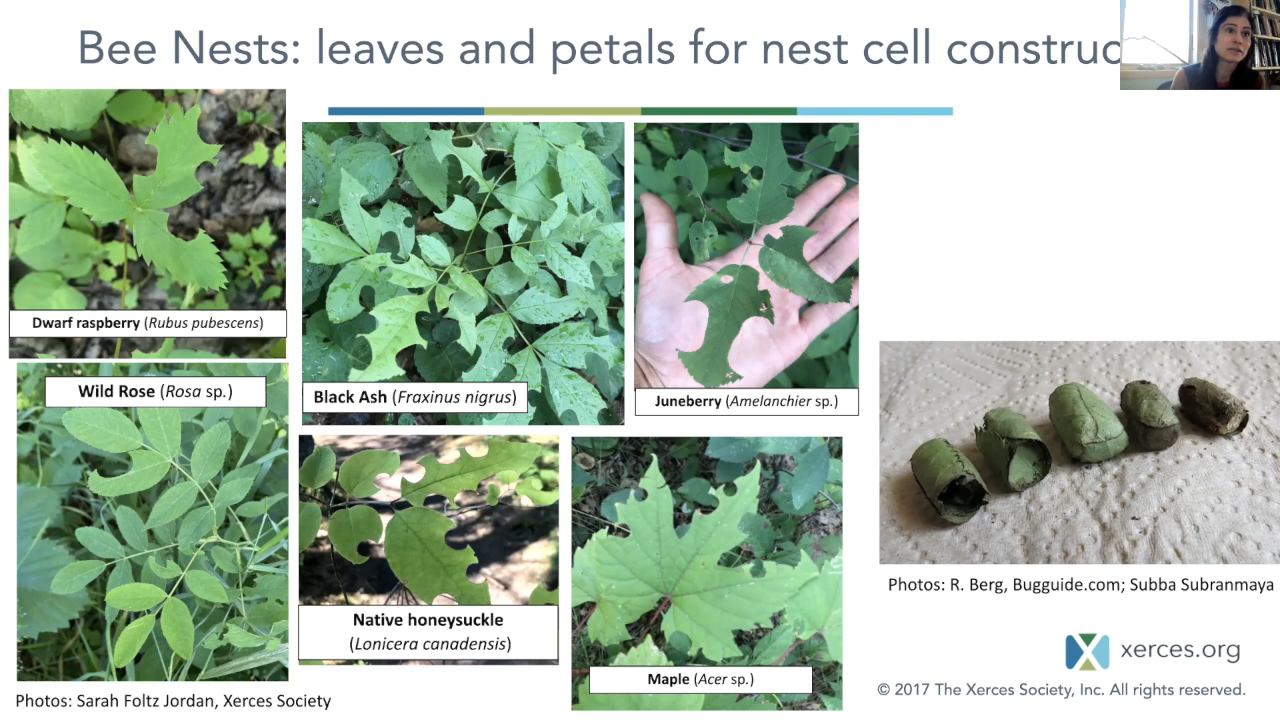 Bee Nests: leaves and petals for nest cell construc
Dwarf raspberry (Rubus pubescens)
Wild Rose (Rosa sp.)
Black Ash (Fraxinus nigrus)
Juneberry (Amelanchier sp.)
Native honeysuckle
(Lonicera canadensis)
Maple (Acer sp.)
Photos: R. Berg, Bugguide.com; Subba Subranmaya
xerces.org
© 2017 The Xerces Society, Inc. All rights reserved.
Photos: Sarah Foltz Jordan, Xerces Society